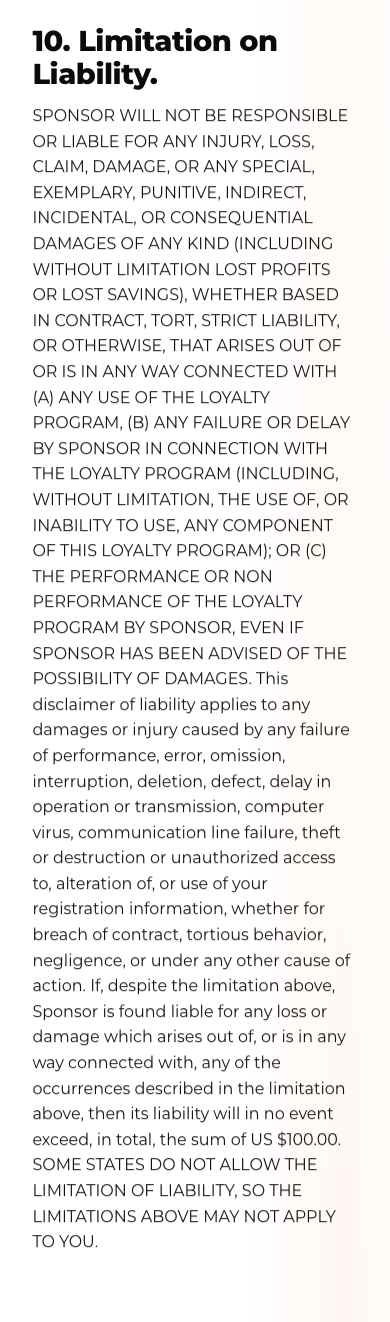 10. Limitation on
Liability.
SPONSOR WILL NOT BE RESPONSIBLE
OR LIABLE FOR ANY INJURY, LOSS,
CLAIM, DAMAGE, OR ANY SPECIAL,
EXEMPLARY, PUNITIVE, INDIRECT,
INCIDENTAL, OR CONSEQUENTIAL
DAMAGES OF ANY KIND (INCLUDING
WITHOUT LIMITATION LOST PROFITS
OR LOST SAVINGS), WHETHER BASED
IN CONTRACT, TORT, STRICT LIABILITY,
OR OTHERWISE, THAT ARISES OUT OF
OR IS IN ANY WAY CONNECTED WITH
(A) ANY USE OF THE LOYALTY
PROGRAM, (B) ANY FAILURE OR DELAY
BY SPONSOR IN CONNECTION WITH
THE LOYALTY PROGRAM (INCLUDING,
WITHOUT LIMITATION, THE USE OF, OR
INABILITY TO USE, ANY COMPONENT
OF THIS LOYALTY PROGRAM); OR (C)
THE PERFORMANCE OR NON
PERFORMANCE OF THE LOYALTY
PROGRAM BY SPONSOR, EVEN IF
SPONSOR HAS BEEN ADVISED OF THE
POSSIBILITY OF DAMAGES. This
disclaimer of liability applies to any
damages or injury caused by any failure
of performance, error, omission,
interruption, deletion, defect, delay in
operation or transmission, computer
virus, communication line failure, theft
or destruction or unauthorized access
to, alteration of, or use of your
registration information, whether for
breach of contract, tortious behavior,
negligence, or under any other cause of
action. If, despite the limitation above,
Sponsor is found liable for any loss or
damage which arises out of, or is in any
way connected with, any of the
occurrences described in the limitation
above, then its liability will in no event
exceed, in total, the sum of US $100.00.
SOME STATES DO NOT ALLOW THE
LIMITATION OF LIABILITY, SO THE
LIMITATIONS ABOVE MAY NOT APPLY
TO YOU.